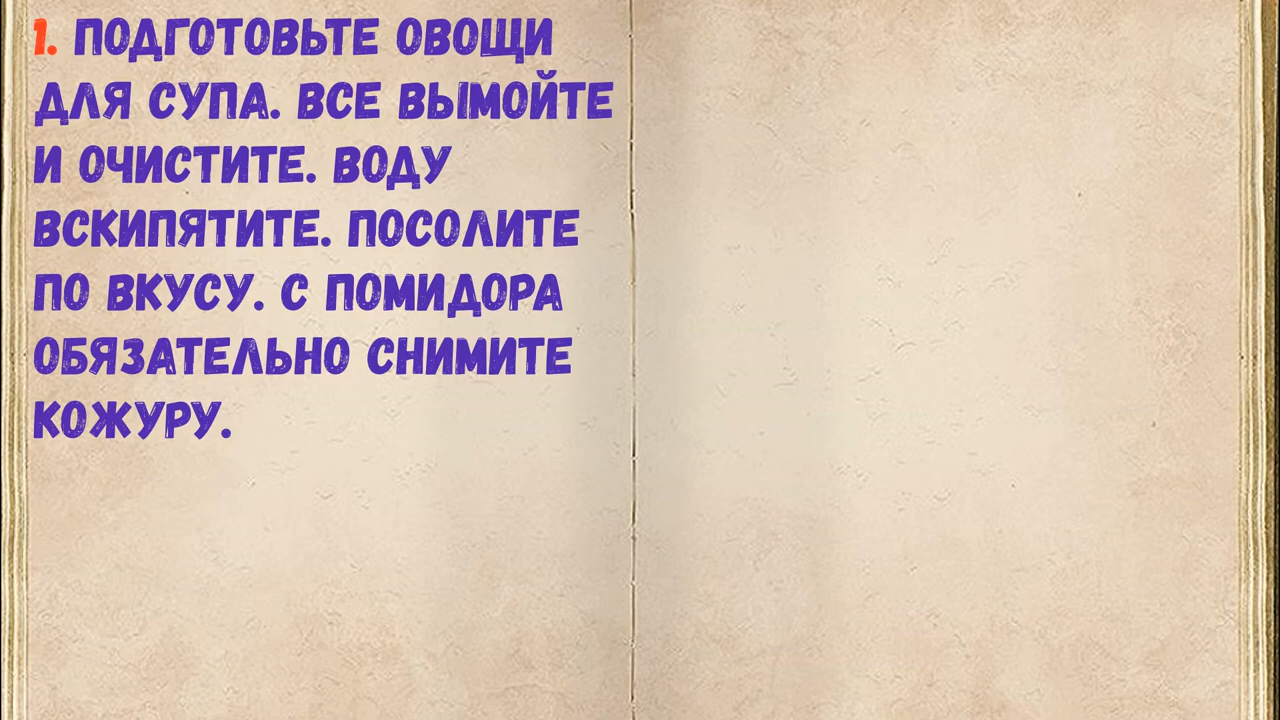 1. ПОДГОТОВЬТЕ ОВОЩИ
ДЛЯ СУПА. ВСЕ ВЫМОЙТЕ
И ОЧИСТИТЕ. ВОДУ
ВСКИПЯТИТЕ. ПОСОЛИТЕ
ПО ВКУСУ. С ПОМИДОРА
ОБЯЗАТЕЛЬНО СНИМИТЕ
КОЖУРУ.